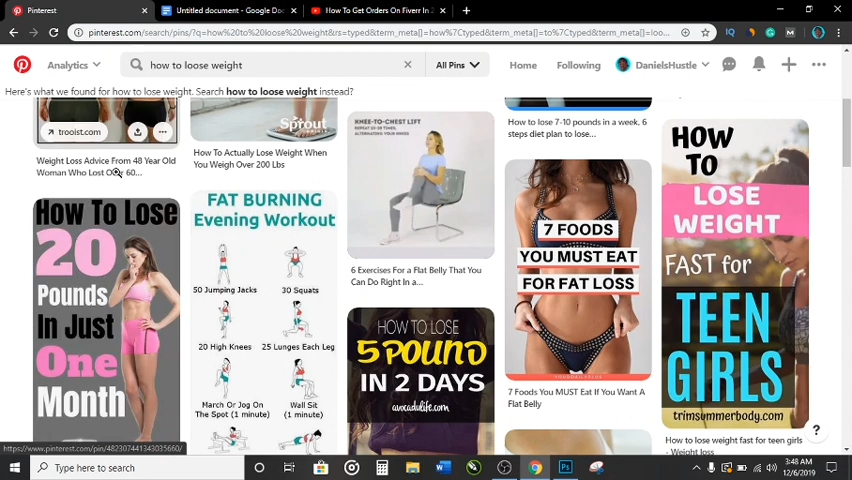 Pinterest
Untitled document - Google Doc
How To Get Orders On Fiverr In 2
pinterest.com/search/pins/?q=how%20to%20loose%20weight&rs=typed&term_meta[]=how%7Ctyped&term_meta[]=to%7Ctyped&term_meta[]=loo...
Analytics
how to loose weight
All Pins
Home
Following
DanielsHustle
Here's what we found for how to lose weight. Search how to loose weight instead?
trooist.com
Weight Loss Advice From 48 Year Old
Woman Who Lost Over 60...
Sprout
How To Actually Lose Weight When
You Weigh Over 200 Lbs
KNEE-TO-CHEST LIFT
6 Exercises For a Flat Belly That You
Can Do Right In a...
How to lose 7-10 pounds in a week, 6
steps diet plan to lose...
HOW
TO
LOSE
WEIGHT
FAST for
TEEN
GIRLS
trimsummerbody.com
How to lose weight fast for teen girls
- Weight loss
How To Lose
20
Pounds
In Just
One
Month
FAT BURNING
Evening Workout
50 Jumping Jacks
30 Squats
20 High Knees
25 Lunges Each Leg
March Or Jog On
The Spot (1 minute)
Wall Sit
(1 minute)
HOW TO LOSE
5 POUND
IN 2 DAYS
auxadulife.com
7 FOODS
YOU MUST EAT
FOR FAT LOSS
7 Foods You MUST Eat If You Want A
Flat Belly
?
https://www.pinterest.com/pin/482307441343035660/
Type here to search
3:48 AM
12/6/2019